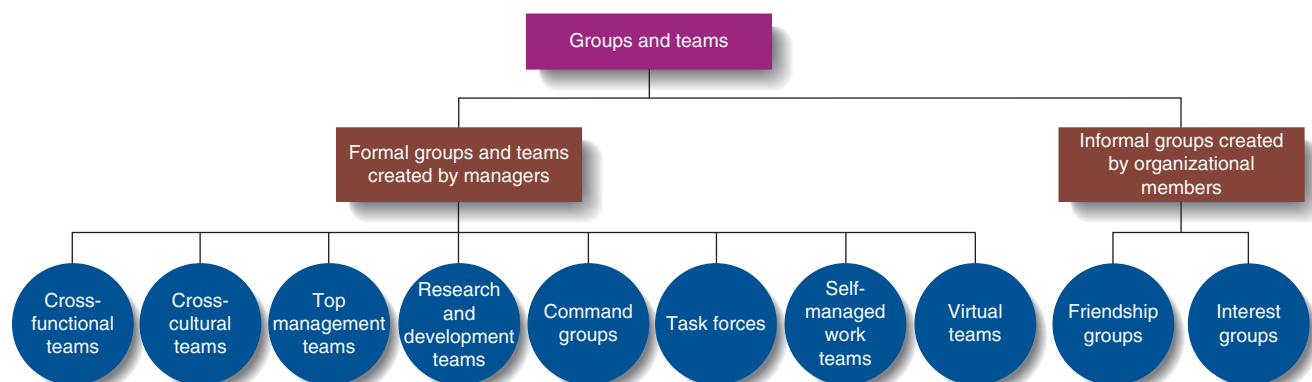 Groups and teams
Formal groups and teams
created by managers
Informal groups created
by organizational
members
Cross-
functional
teams
Cross-
cultural
teams
Top
management
teams
Research
and
development
teams
Command
groups
Task forces
Self-
managed
work
teams
Virtual
teams
Friendship
groups
Interest
groups